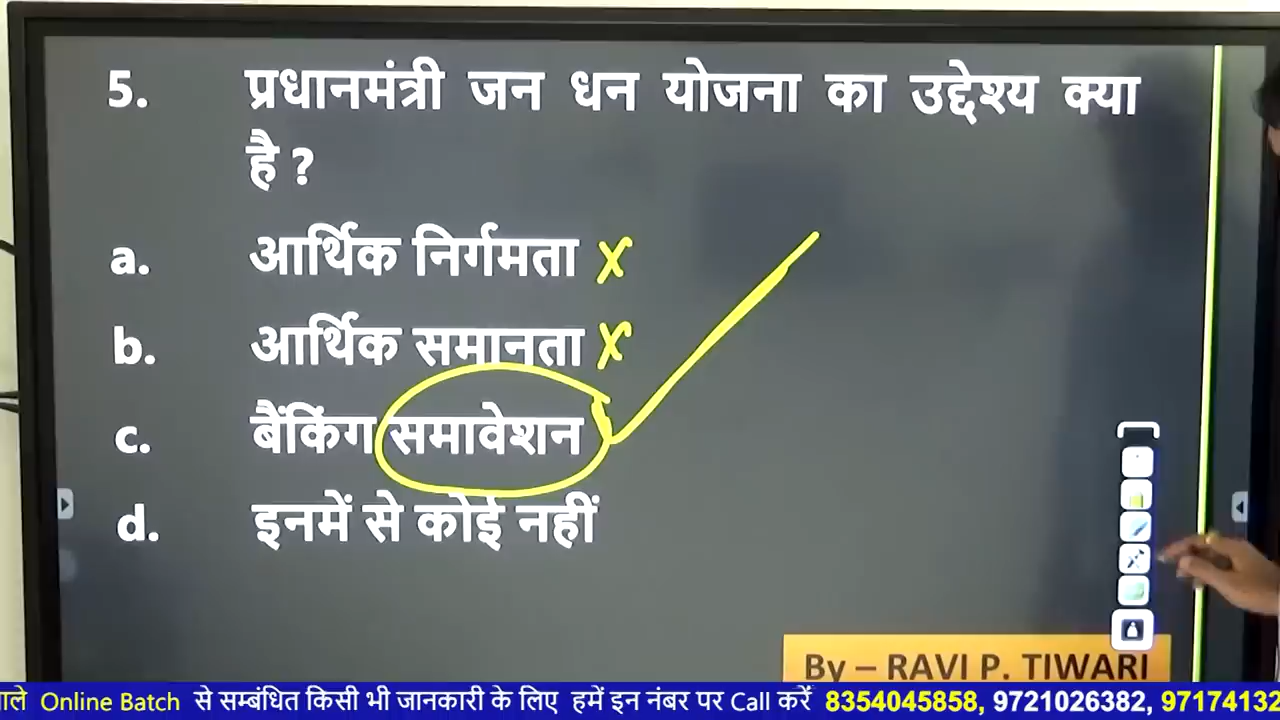 5. प्रधानमंत्री जन धन योजना का उद्देश्य क्या
है ?
a. आर्थिक निर्गमता
b. आर्थिक समानता
c. बैंकिंग समावेशन
d. इनमें से कोई नहीं
By – RAVI P. TIWARI
वाले Online Batch से सम्बंधित किसी भी जानकारी के लिए हमें इन नंबर पर Call करें 8354045858, 9721026382, 97174132